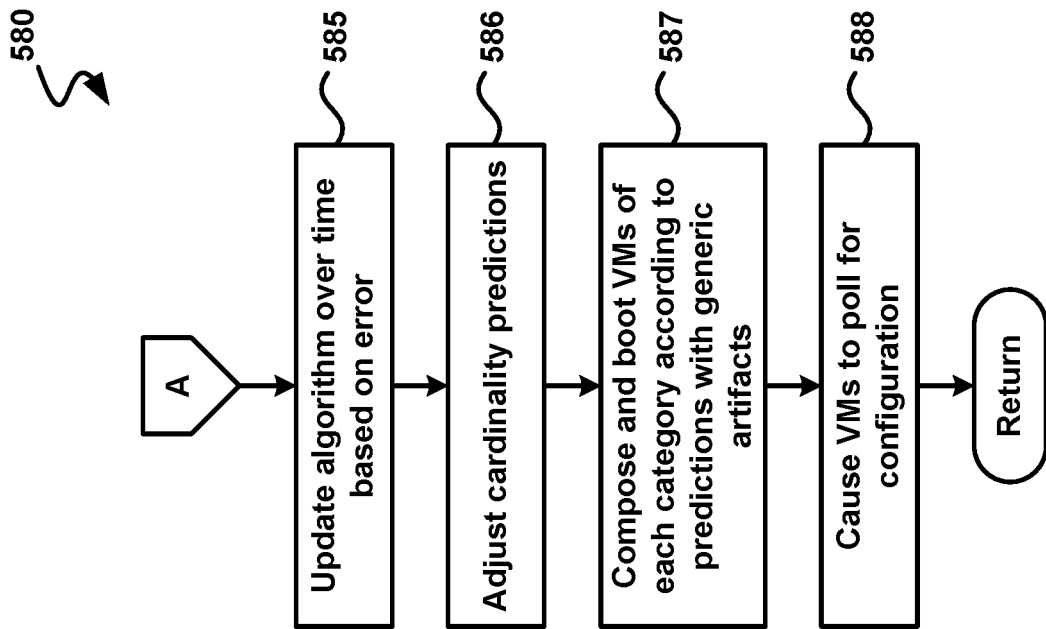 580
A
Update algorithm over time
based on error
585
Adjust cardinality predictions
586
Compose and boot VMs of
each category according to
predictions with generic
artifacts
587
Cause VMs to poll for
configuration
588
Return